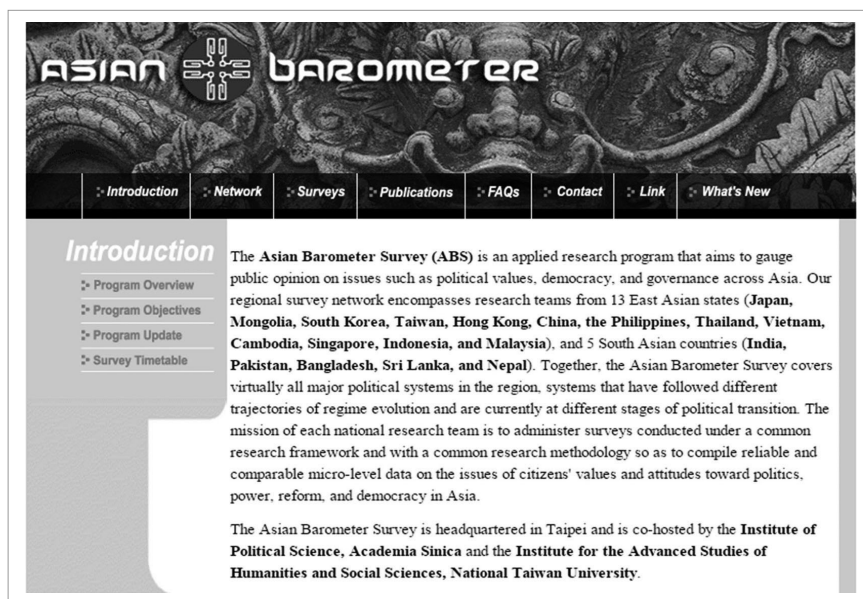 ASIAN BAROMETER
Introduction Network Surveys Publications FAQs Contact Link What's New
Introduction
Program Overview
Program Objectives
Program Update
Survey Timetable
The Asian Barometer Survey (ABS) is an applied research program that aims to gauge
public opinion on issues such as political values, democracy, and governance across Asia. Our
regional survey network encompasses research teams from 13 East Asian states (Japan,
Mongolia, South Korea, Taiwan, Hong Kong, China, the Philippines, Thailand, Vietnam,
Cambodia, Singapore, Indonesia, and Malaysia), and 5 South Asian countries (India,
Pakistan, Bangladesh, Sri Lanka, and Nepal). Together, the Asian Barometer Survey covers
virtually all major political systems in the region, systems that have followed different
trajectories of regime evolution and are currently at different stages of political transition. The
mission of each national research team is to administer surveys conducted under a common
research framework and with a common research methodology so as to compile reliable and
comparable micro-level data on the issues of citizens' values and attitudes toward politics,
power, reform, and democracy in Asia.
The Asian Barometer Survey is headquartered in Taipei and is co-hosted by the Institute of
Political Science, Academia Sinica and the Institute for the Advanced Studies of
Humanities and Social Sciences, National Taiwan University.